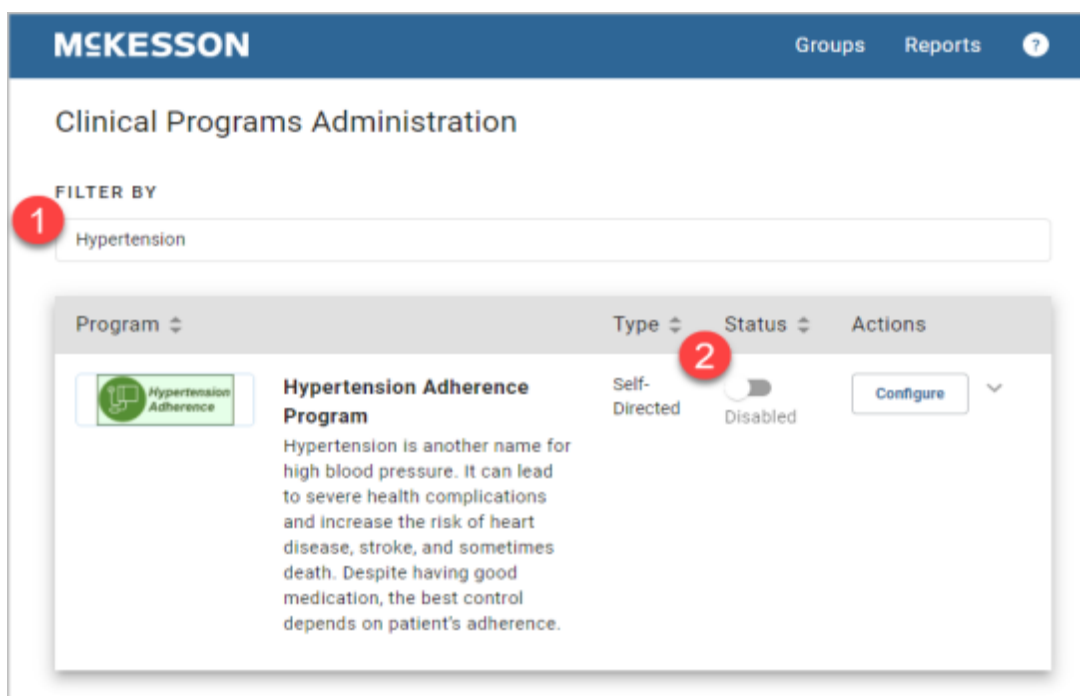 MCKESSON
Groups Reports ?
Clinical Programs Administration
FILTER BY
1
Hypertension
Program Type Status Actions
2
Hypertension
Adherence
Hypertension Adherence
Program
Self-
Directed
Disabled
Configure
Hypertension is another name for
high blood pressure. It can lead
to severe health complications
and increase the risk of heart
disease, stroke, and sometimes
death. Despite having good
medication, the best control
depends on patient's adherence.